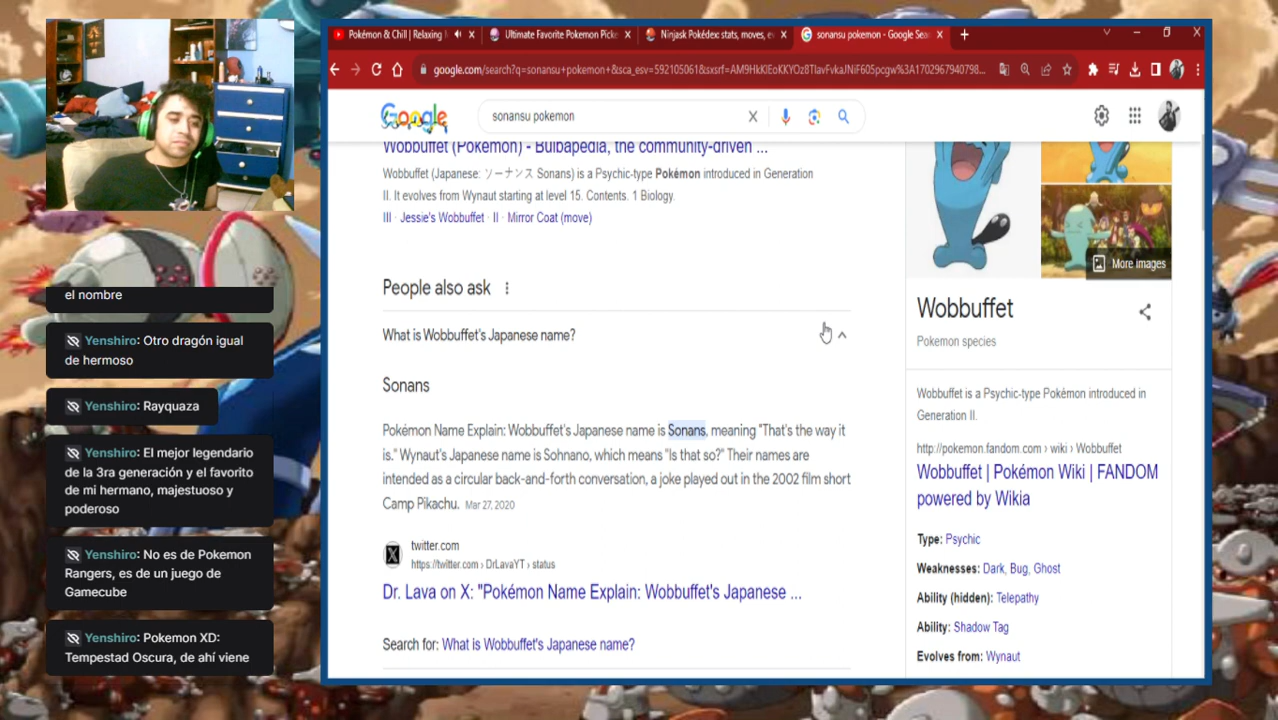 Pokémon & Chill | Relaxing
Ultimate Favorite Pokemon Picke
Ninjask Pokédex: stats, moves, ev
sonansu pokemon - Google Sea
google.com/search?q=sonansu+pokemon+&sca_esv=592105061&sxsrf=AM9HkKlEoKKYOz8TlavFvkaJNiF605pcgw%3A1702967940798...
Google
sonansu pokemon
Wobbuffet (Pokémon) - Bulbapedia, the community-driven ...
Wobbuffet (Japanese: ソーナンス Sonans) is a Psychic-type Pokémon introduced in Generation
II. It evolves from Wynaut starting at level 15. Contents. 1 Biology.
III · Jessie's Wobbuffet · II · Mirror Coat (move)
People also ask
What is Wobbuffet's Japanese name?
Sonans
Pokémon Name Explain: Wobbuffet's Japanese name is Sonans, meaning "That's the way it
is." Wynaut's Japanese name is Sohnano, which means "Is that so?" Their names are
intended as a circular back-and-forth conversation, a joke played out in the 2002 film short
Camp Pikachu. Mar 27, 2020
twitter.com
https://twitter.com › DrLavaYT › status
Dr. Lava on X: "Pokémon Name Explain: Wobbuffet's Japanese ...
Search for: What is Wobbuffet's Japanese name?
More images
Wobbuffet
Pokemon species
Wobbuffet is a Psychic-type Pokémon introduced in
Generation II.
http://pokemon.fandom.com › wiki › Wobbuffet
Wobbuffet | Pokémon Wiki | FANDOM
powered by Wikia
Type: Psychic
Weaknesses: Dark, Bug, Ghost
Ability (hidden): Telepathy
Ability: Shadow Tag
Evolves from: Wynaut
el nombre
Yenshiro: Otro dragón igual
de hermoso
Yenshiro: Rayquaza
Yenshiro: El mejor legendario
de la 3ra generación y el favorito
de mi hermano, majestuoso y
poderoso
Yenshiro: No es de Pokemon
Rangers, es de un juego de
Gamecube
Yenshiro: Pokemon XD:
Tempestad Oscura, de ahí viene